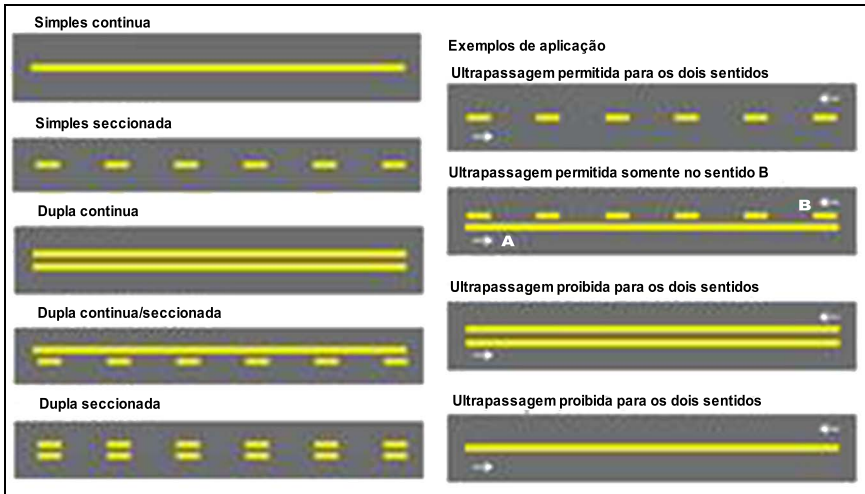 Simples continua
Simples seccionada
Dupla continua
Dupla continua/seccionada
Dupla seccionada
Exemplos de aplicação
Ultrapassagem permitida para os dois sentidos
Ultrapassagem permitida somente no sentido B
B
A
Ultrapassagem proibida para os dois sentidos
Ultrapassagem proibida para os dois sentidos